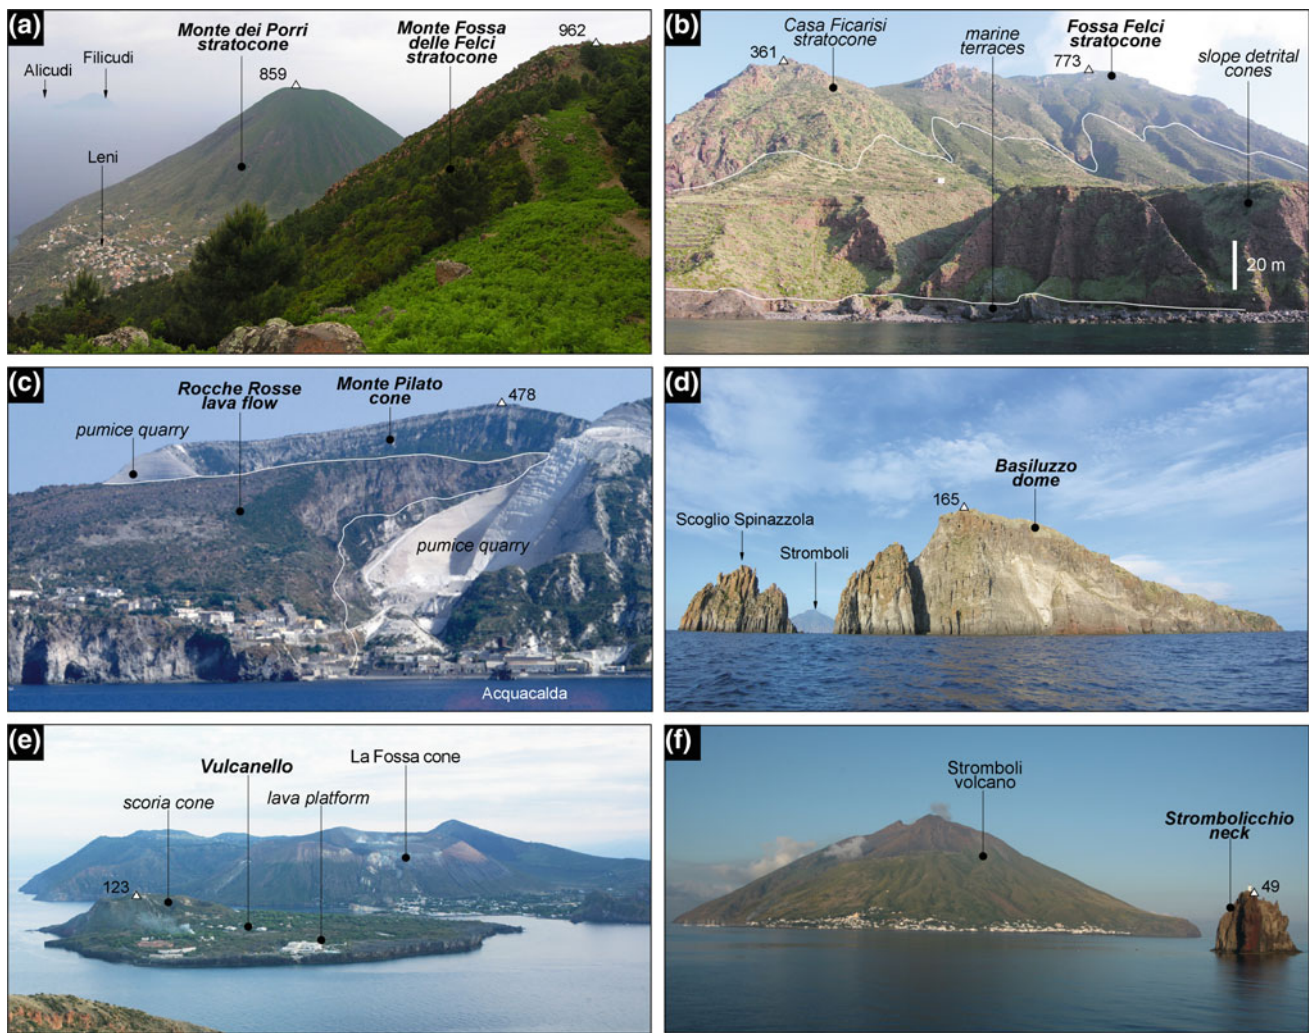 (a)
Monte dei Porri
stratocone
Monte Fossa
delle Felci
stratocone
962
Filicudi
Alicudi
859
Leni
(b)
Casa Ficarisi
stratocone
marine
terraces
Fossa Felci
stratocone
slope detrital
cones
361
773
20 m
(c)
Rocche Rosse
lava flow
Monte Pilato
cone
478
pumice quarry
pumice quarry
Acquacalda
(d)
Basiluzzo
dome
165
Scoglio Spinazzola
Stromboli
(e)
Vulcanello
La Fossa cone
scoria cone
lava platform
123
(f)
Stromboli
volcano
Strombolicchio
neck
49